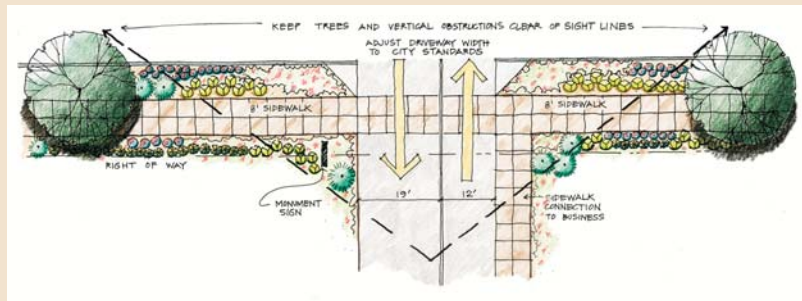 KEEP TREES AND VERTICAL OBSTRUCTIONS CLEAR OF SIGHT LINES
ADJUST DRIVEWAY WIDTH
TO CITY STANDARDS
8' SIDEWALK
8' SIDEWALK
RIGHT OF WAY
MONUMENT
SIGN
19'
12'
SIDEWALK
CONNECTION
TO BUSINESS